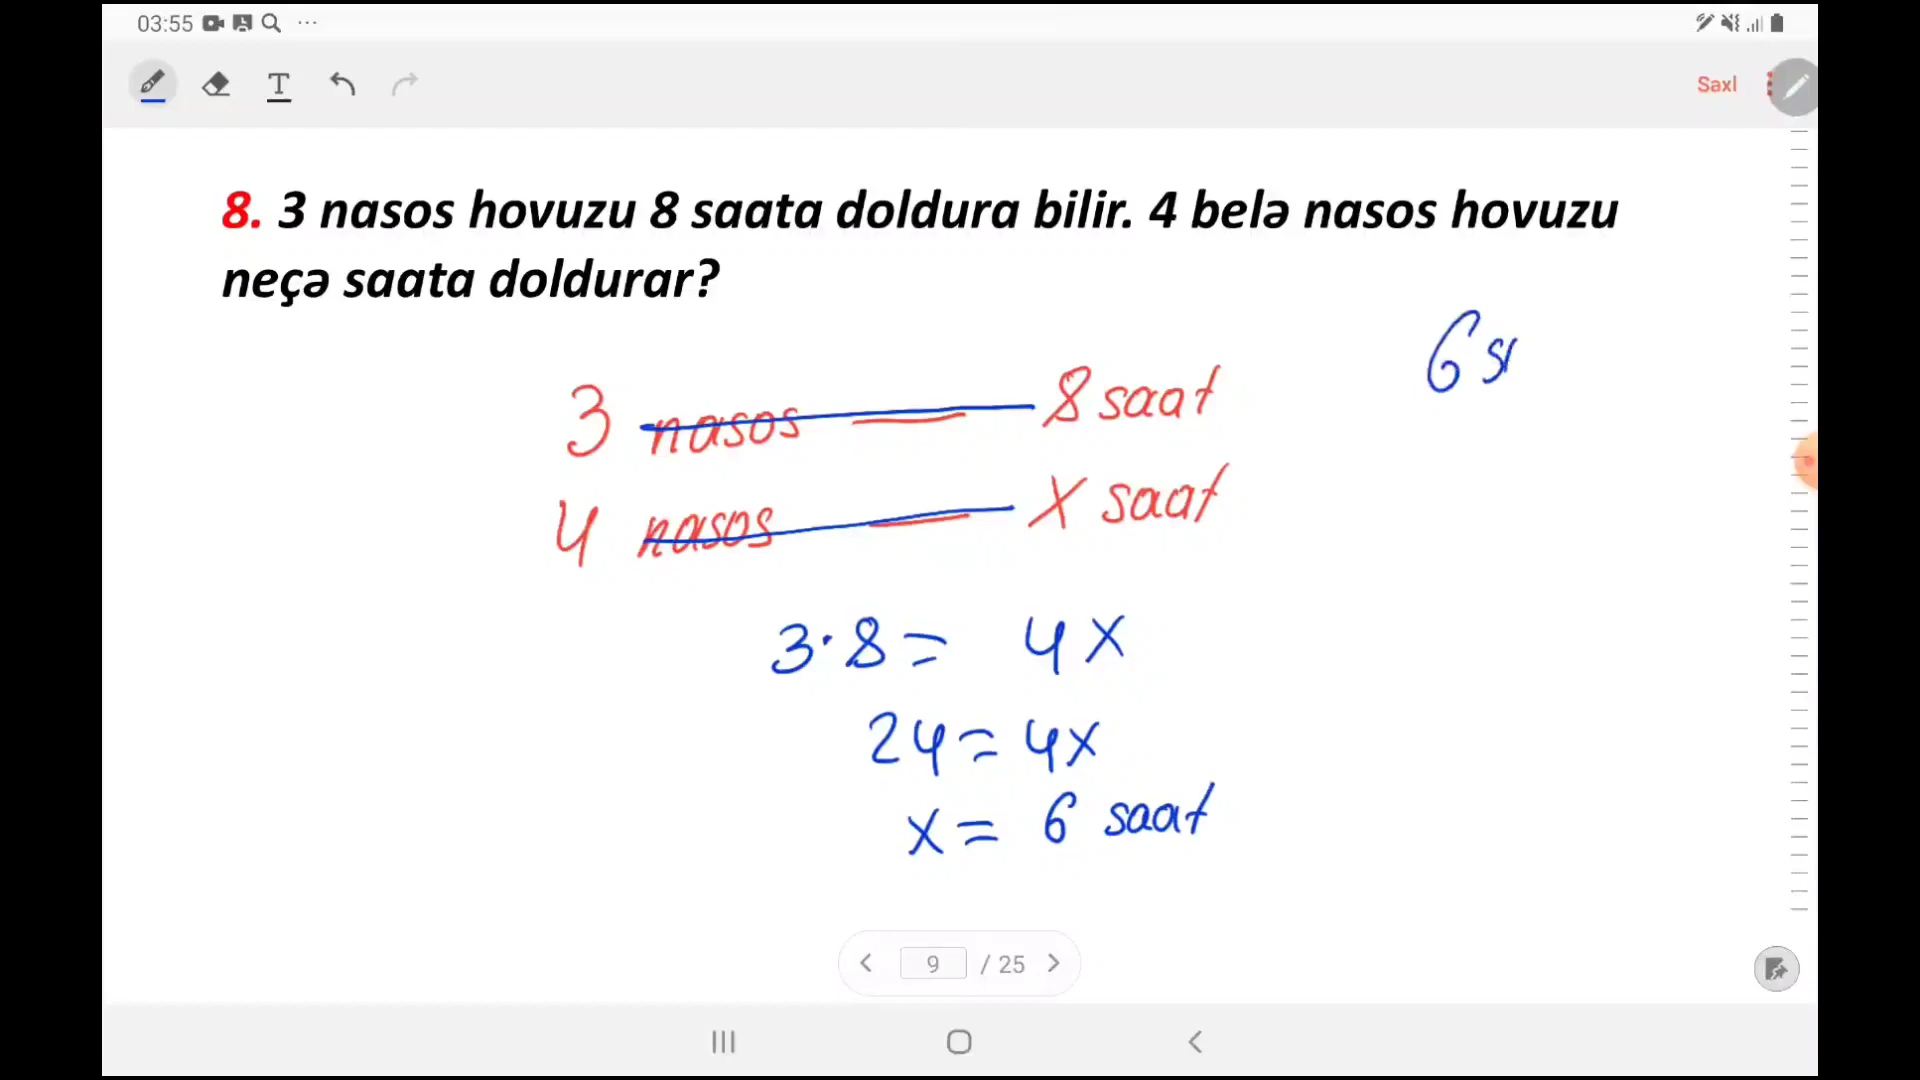 03:55
Saxl
8. 3 nasos hovuzu 8 saata doldura bilir. 4 belə nasos hovuzu
neçə saata doldurar?
6 s
3 nasos — 8 saat
4 nasos — x saat
3·8 = 4x
24 = 4x
x = 6 saat
9 / 25